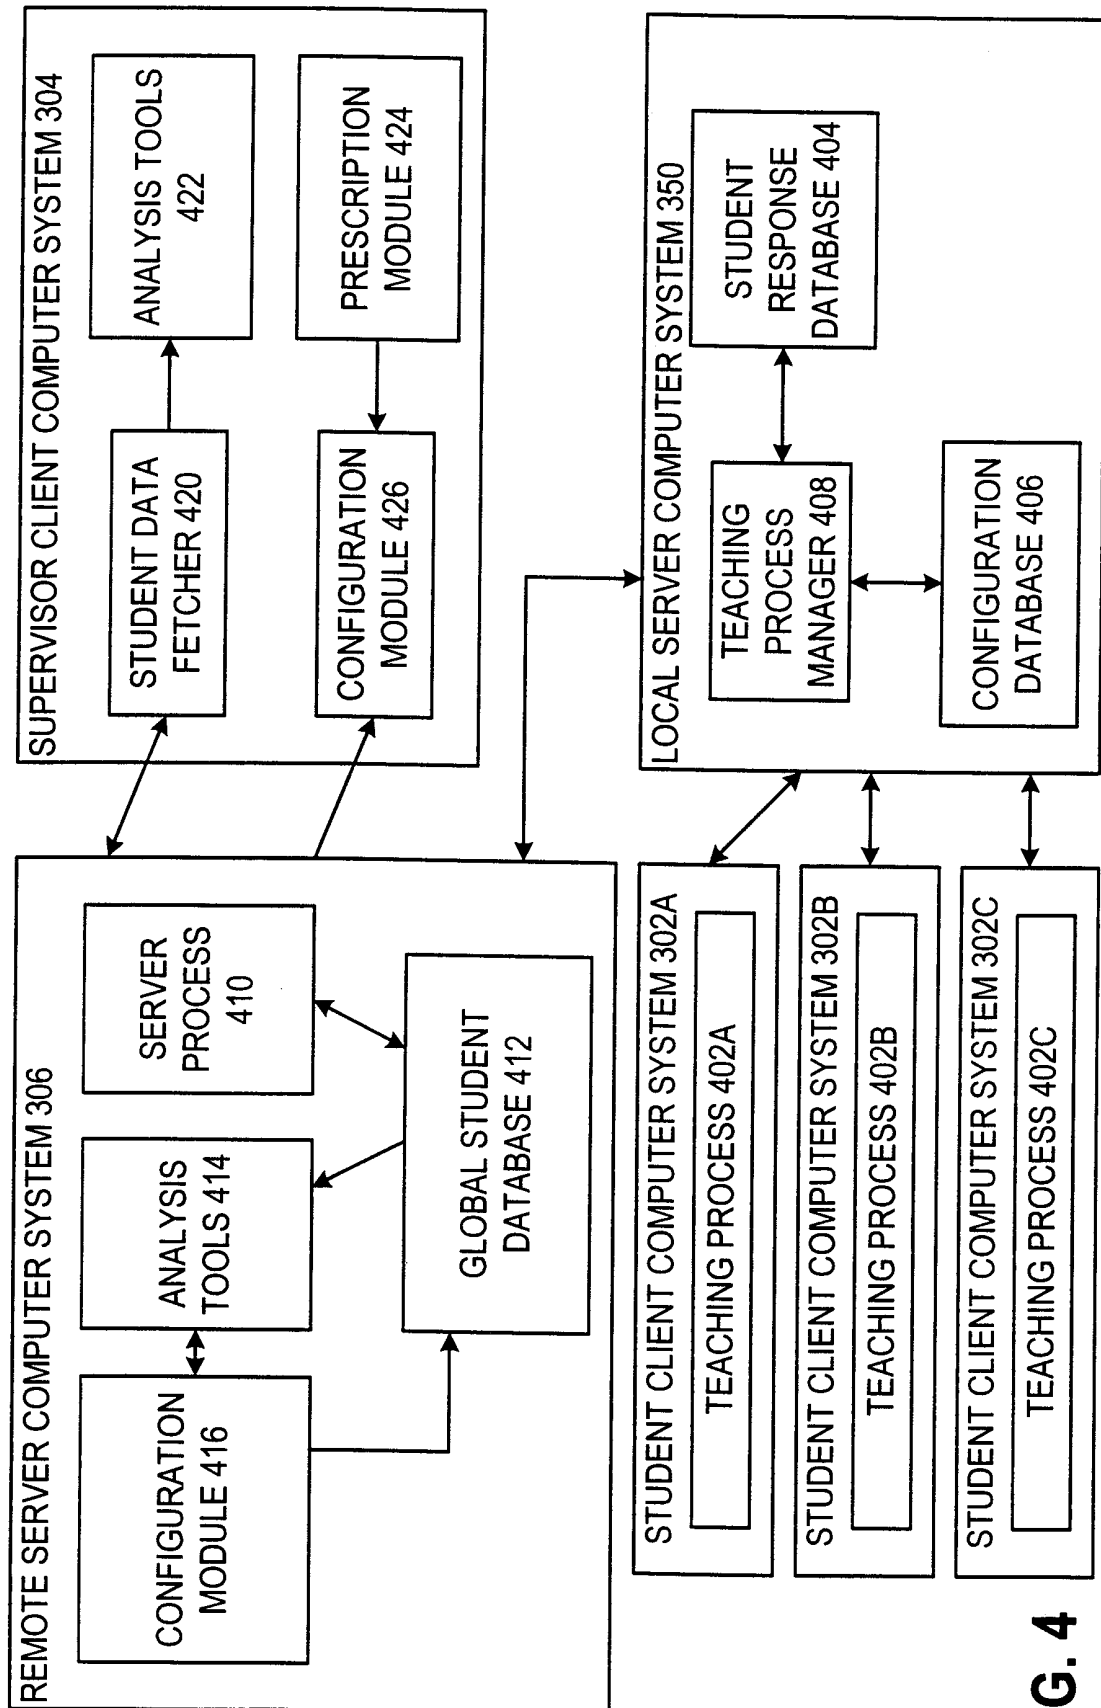 REMOTE SERVER COMPUTER SYSTEM 306
CONFIGURATION
MODULE 416
ANALYSIS
TOOLS 414
SERVER
PROCESS
410
GLOBAL STUDENT
DATABASE 412
SUPERVISOR CLIENT COMPUTER SYSTEM 304
STUDENT DATA
FETCHER 420
ANALYSIS TOOLS
422
CONFIGURATION
MODULE 426
PRESCRIPTION
MODULE 424
STUDENT CLIENT COMPUTER SYSTEM 302A
TEACHING PROCESS 402A
STUDENT CLIENT COMPUTER SYSTEM 302B
TEACHING PROCESS 402B
STUDENT CLIENT COMPUTER SYSTEM 302C
TEACHING PROCESS 402C
LOCAL SERVER COMPUTER SYSTEM 350
TEACHING
PROCESS
MANAGER 408
STUDENT
RESPONSE
DATABASE 404
CONFIGURATION
DATABASE 406
G. 4